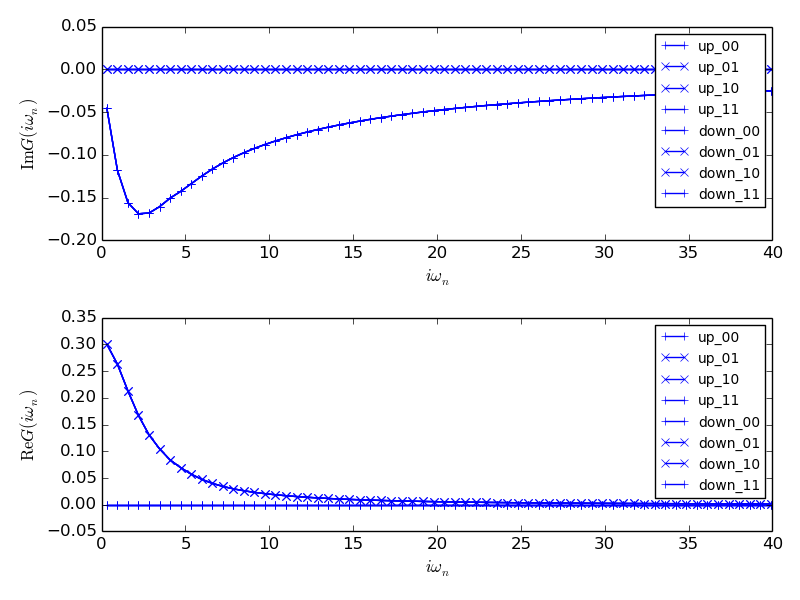 0.05
0.00
−0.05
−0.10
−0.15
−0.20
ImG(iω_n)
0 5 10 15 20 25 30 35 40
iω_n
up_00
up_01
up_10
up_11
down_00
down_01
down_10
down_11
0.35
0.30
0.25
0.20
0.15
0.10
0.05
0.00
−0.05
ReG(iω_n)
0 5 10 15 20 25 30 35 40
iω_n
up_00
up_01
up_10
up_11
down_00
down_01
down_10
down_11